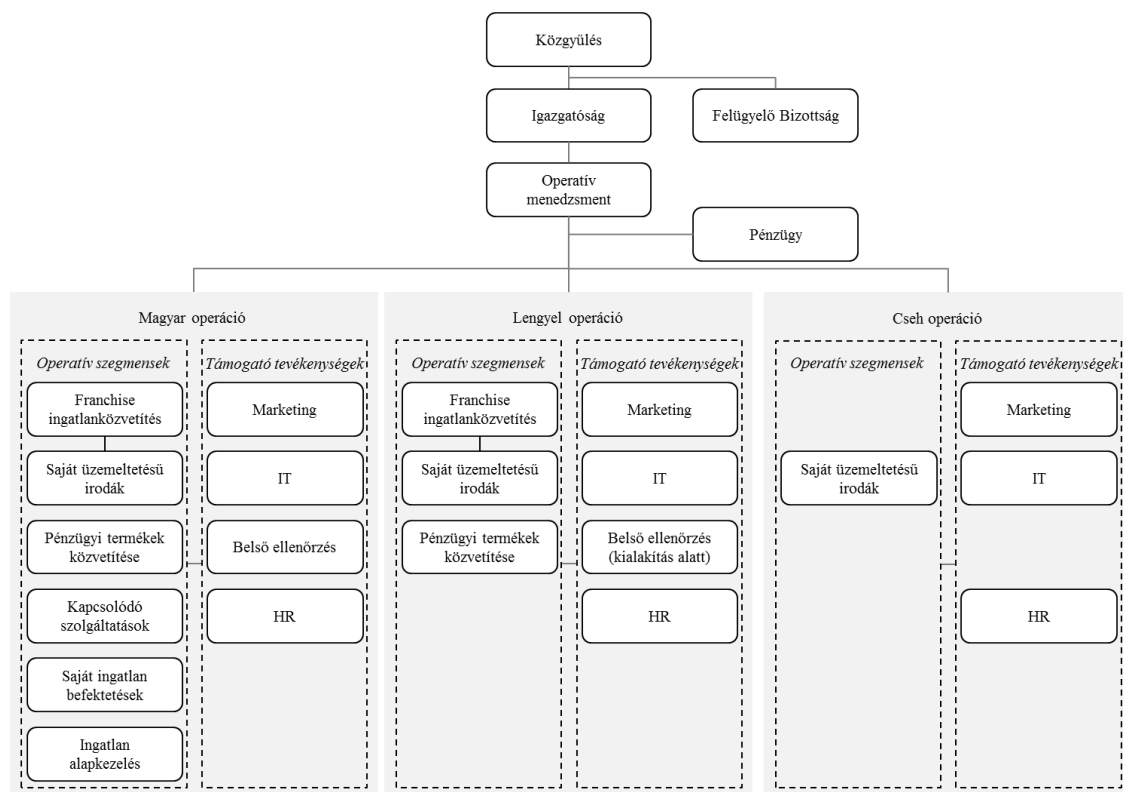 Közgyűlés
Igazgatóság
Felügyelő Bizottság
Operatív
menedzsment
Pénzügy
Magyar operáció
Operatív szegmensek
Támogató tevékenységek
Franchise
ingatlanközvetítés
Marketing
Saját üzemeltetésű
irodák
IT
Pénzügyi termékek
közvetítése
Belső ellenőrzés
Kapcsolódó
szolgáltatások
HR
Saját ingatlan
befektetések
Ingatlan
alapkezelés
Lengyel operáció
Operatív szegmensek
Támogató tevékenységek
Franchise
ingatlanközvetítés
Marketing
Saját üzemeltetésű
irodák
IT
Pénzügyi termékek
közvetítése
Belső ellenőrzés
(kialakítás alatt)
HR
Cseh operáció
Operatív szegmensek
Támogató tevékenységek
Marketing
Saját üzemeltetésű
irodák
IT
HR